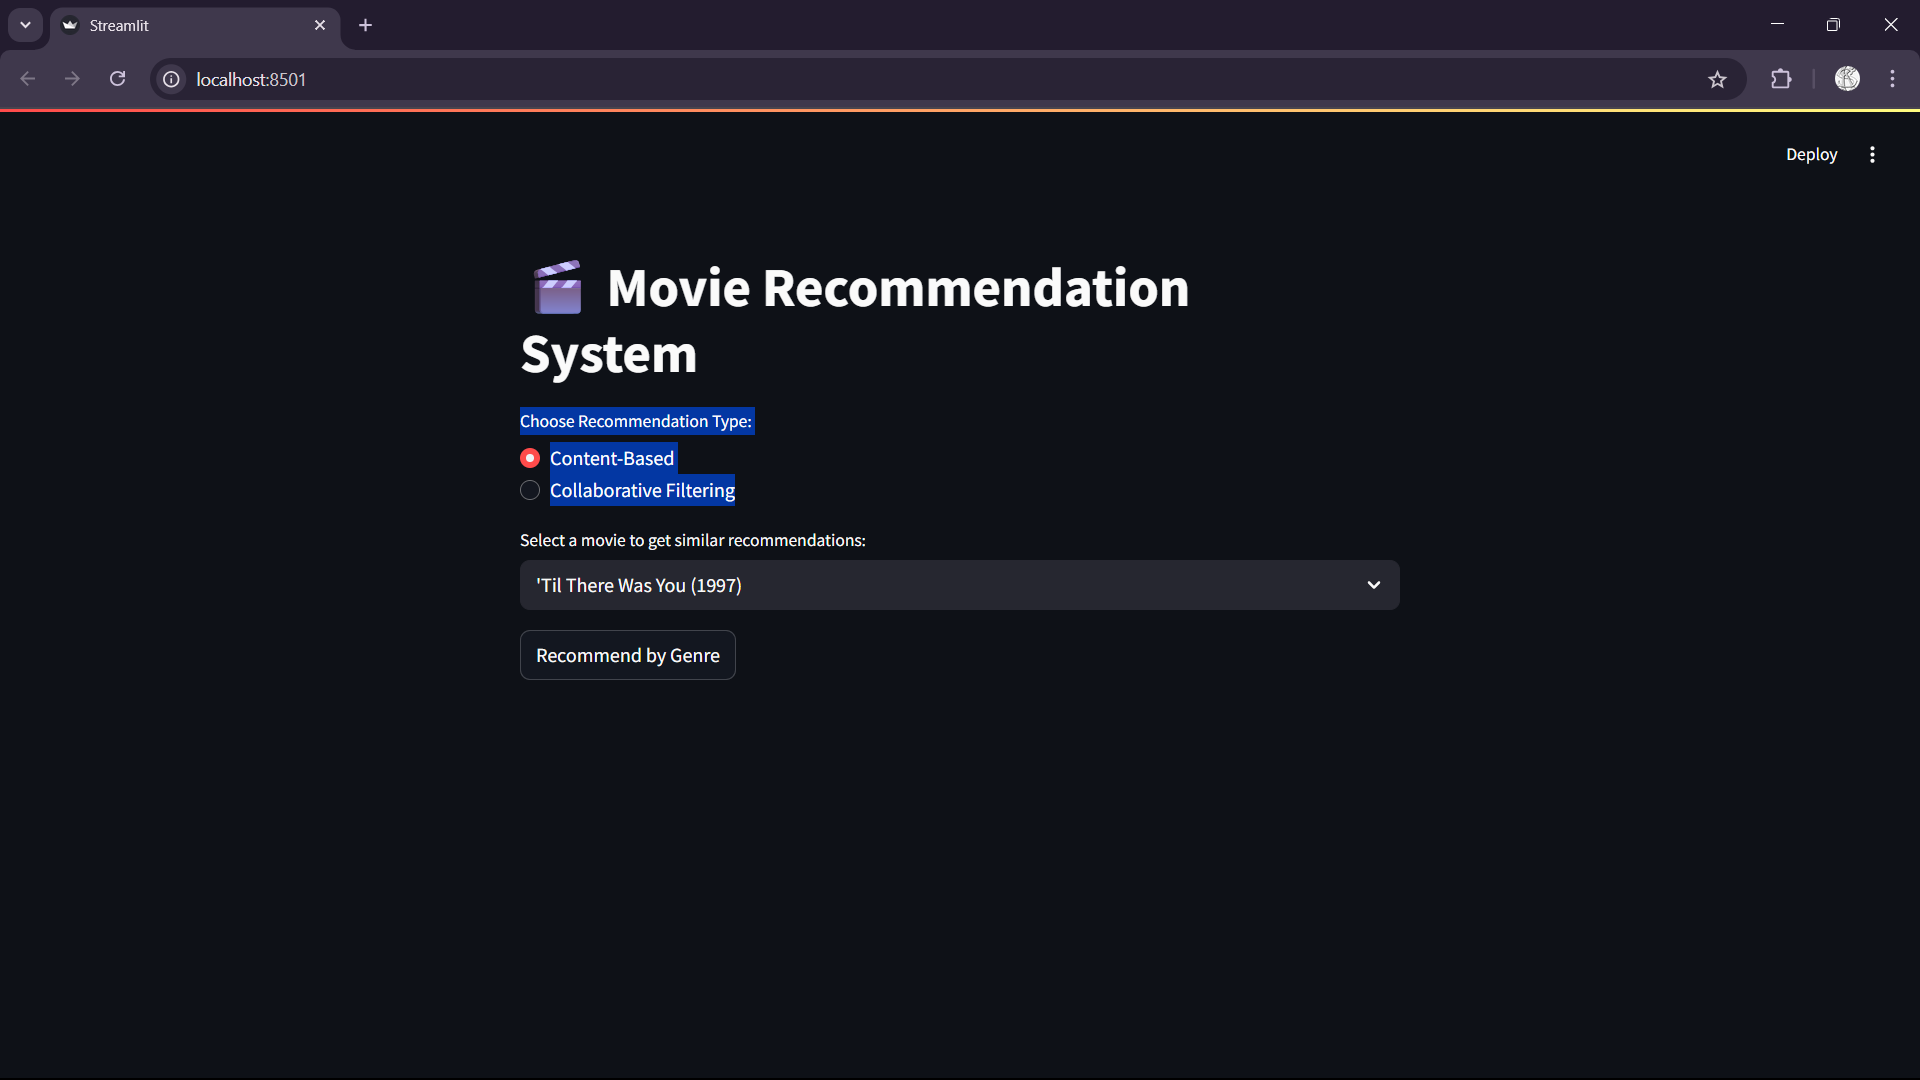 Streamlit
localhost:8501
Deploy
Movie Recommendation
System
Choose Recommendation Type:
Content-Based
Collaborative Filtering
Select a movie to get similar recommendations:
'Til There Was You (1997)
Recommend by Genre